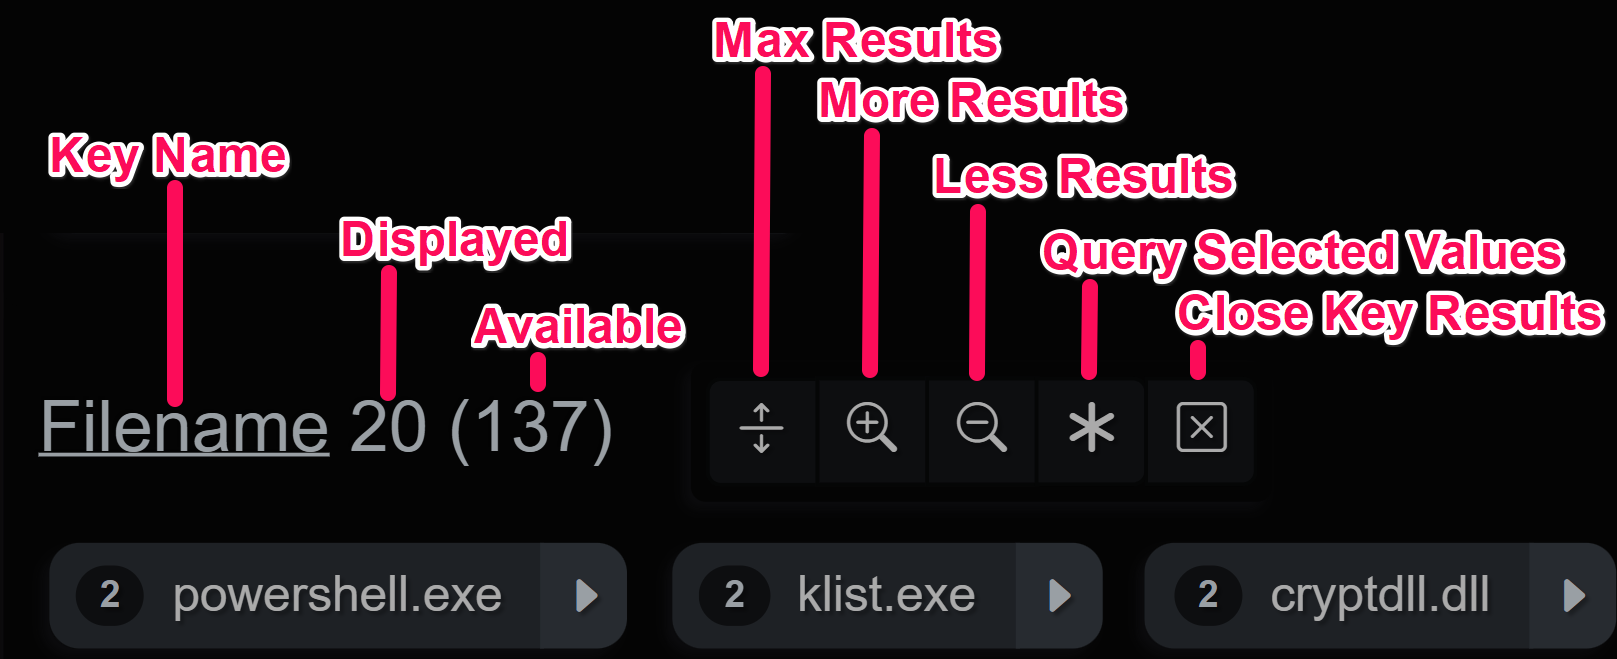 Max Results
More Results
Key Name
Less Results
Displayed
Query Selected Values
Available
Close Key Results
Filename 20 (137)
2 powershell.exe
2 klist.exe
2 cryptdll.dll